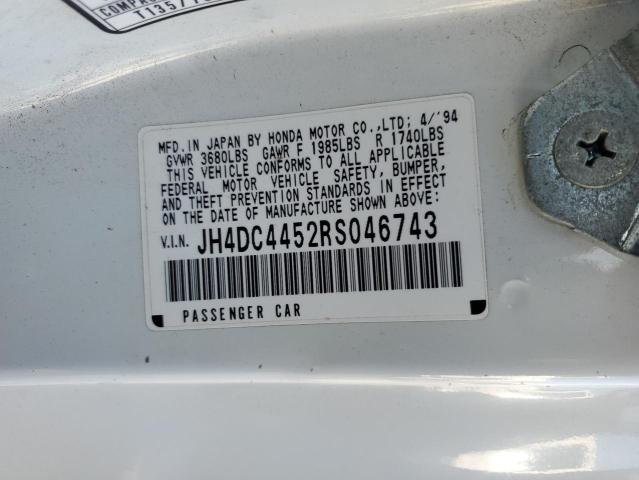 COMPA
T135/
MFD. IN JAPAN BY HONDA MOTOR CO.,LTD; 4/'94
GVWR 3680LBS GAWR F 1985LBS R 1740LBS
THIS VEHICLE CONFORMS TO ALL APPLICABLE
FEDERAL MOTOR VEHICLE SAFETY, BUMPER,
AND THEFT PREVENTION STANDARDS IN EFFECT
ON THE DATE OF MANUFACTURE SHOWN ABOVE.
V.I.N. JH4DC4452RS046743
PASSENGER CAR